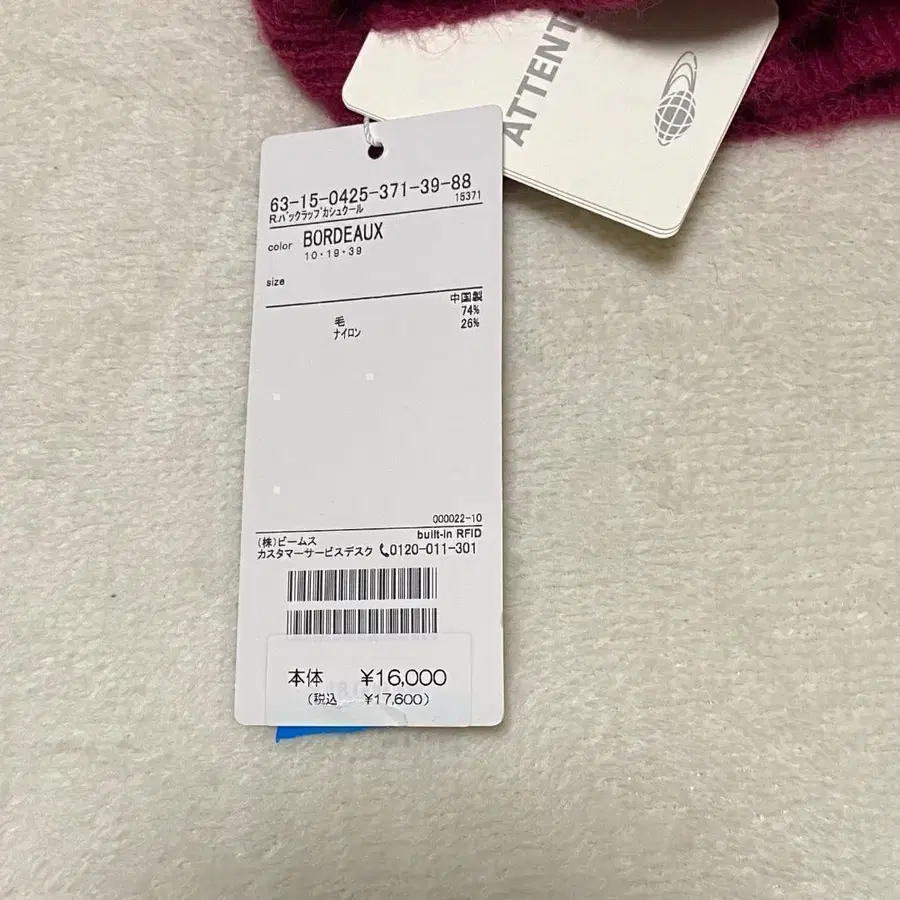 ATTENT
63-15-0425-371-39-88
R.バックラップカシュクール 15371
color BORDEAUX
10・19・39
size
中国製
毛 74%
ナイロン 26%
000022-10
built-in RFID
(株)ビームス
カスタマーサービスデスク 0120-011-301
本体 ¥16,000
(税込 ¥17,600)